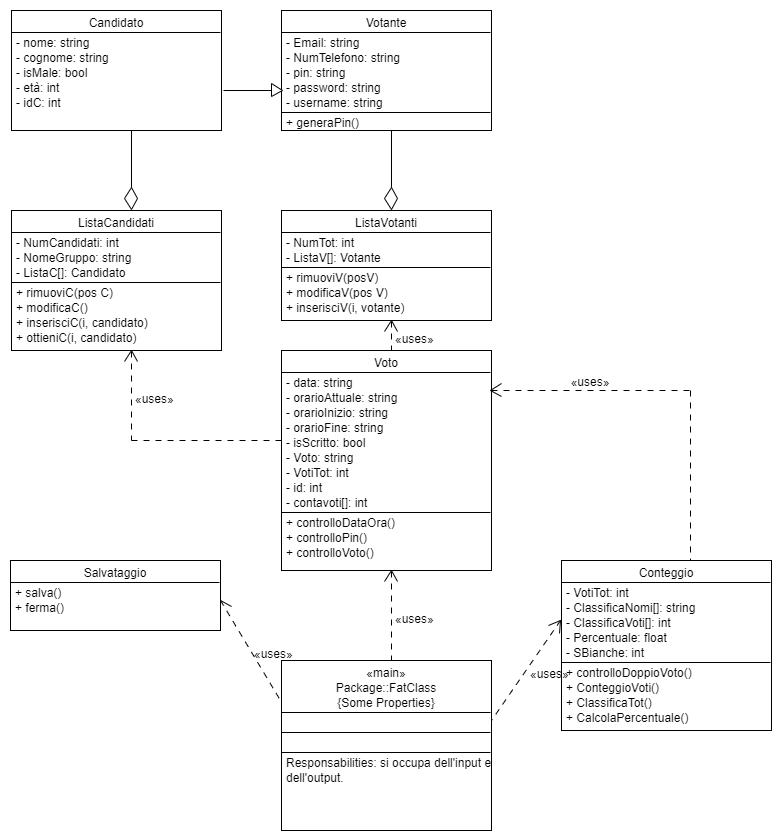 Candidato
- nome: string
- cognome: string
- isMale: bool
- età: int
- idC: int
Votante
- Email: string
- NumTelefono: string
- pin: string
- password: string
- username: string
+ generaPin()
ListaCandidati
- NumCandidati: int
- NomeGruppo: string
- ListaC[]: Candidato
+ rimuoviC(pos C)
+ modificaC()
+ inserisciC(i, candidato)
+ ottieniC(i, candidato)
ListaVotanti
- NumTot: int
- ListaV[]: Votante
+ rimuoviV(posV)
+ modificaV(pos V)
+ inserisciV(i, votante)
«uses»
«uses»
«uses»
Voto
- data: string
- orarioAttuale: string
- orarioInizio: string
- orarioFine: string
- isScritto: bool
- Voto: string
- VotiTot: int
- id: int
- contavoti[]: int
+ controlloDataOra()
+ controlloPin()
+ controlloVoto()
Salvataggio
+ salva()
+ ferma()
Conteggio
- VotiTot: int
- ClassificaNomi[]: string
- ClassificaVoti[]: int
- Percentuale: float
- SBianche: int
+ controlloDoppioVoto()
+ ConteggioVoti()
+ ClassificaTot()
+ CalcolaPercentuale()
«uses»
«uses»
«uses»
«main»
Package::FatClass
{Some Properties}
Responsabilities: si occupa dell'input e
dell'output.